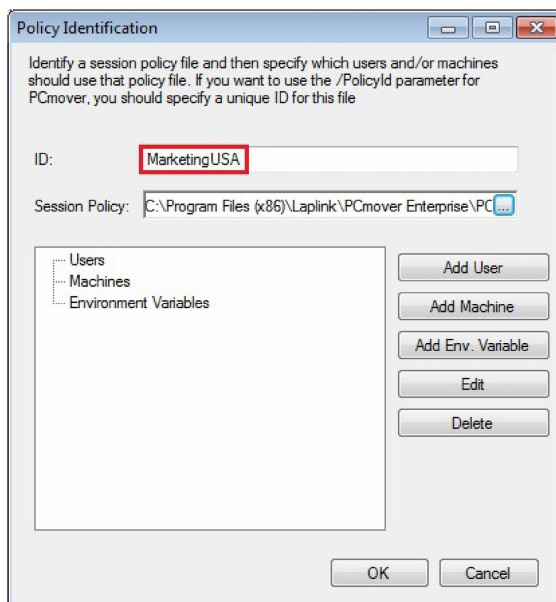 Policy Identification
Identify a session policy file and then specify which users and/or machines
should use that policy file. If you want to use the /PolicyId parameter for
PCmover, you should specify a unique ID for this file
ID: MarketingUSA
Session Policy: C:\Program Files (x86)\Laplink\PCmover Enterprise\PC ...
Users
Machines
Environment Variables
Add User
Add Machine
Add Env. Variable
Edit
Delete
OK Cancel